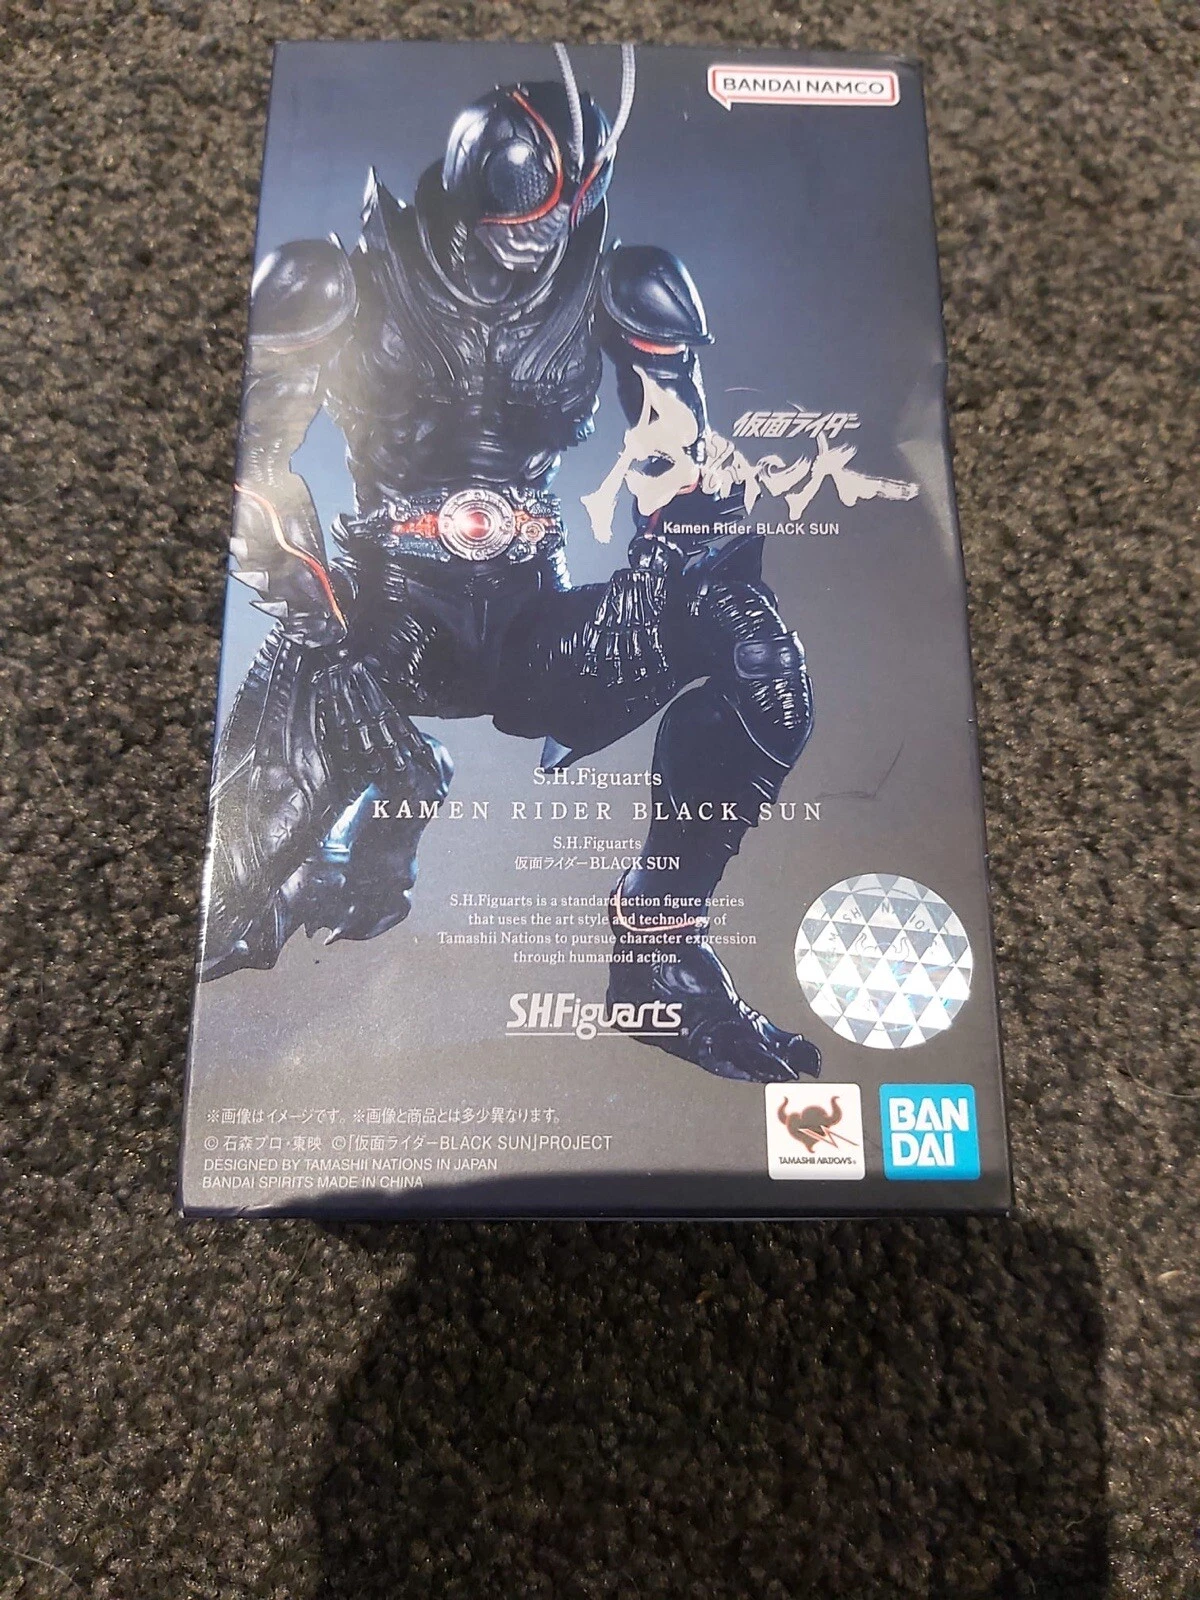 BANDAI NAMCO
仮面ライダー
BLACK
Kamen Rider BLACK SUN
S.H.Figuarts
KAMEN RIDER BLACK SUN
S.H.Figuarts
仮面ライダーBLACK SUN
S.H.Figuarts is a standard action figure series
that uses the art style and technology of
Tamashii Nations to pursue character expression
through humanoid action.
S.H.Figuarts
※画像はイメージです。※画像と商品とは多少異なります。
© 石森プロ・東映 ©「仮面ライダーBLACK SUN」PROJECT
DESIGNED BY TAMASHII NATIONS IN JAPAN
BANDAI SPIRITS MADE IN CHINA
TAMASHII NATIONS
BAN
DAI